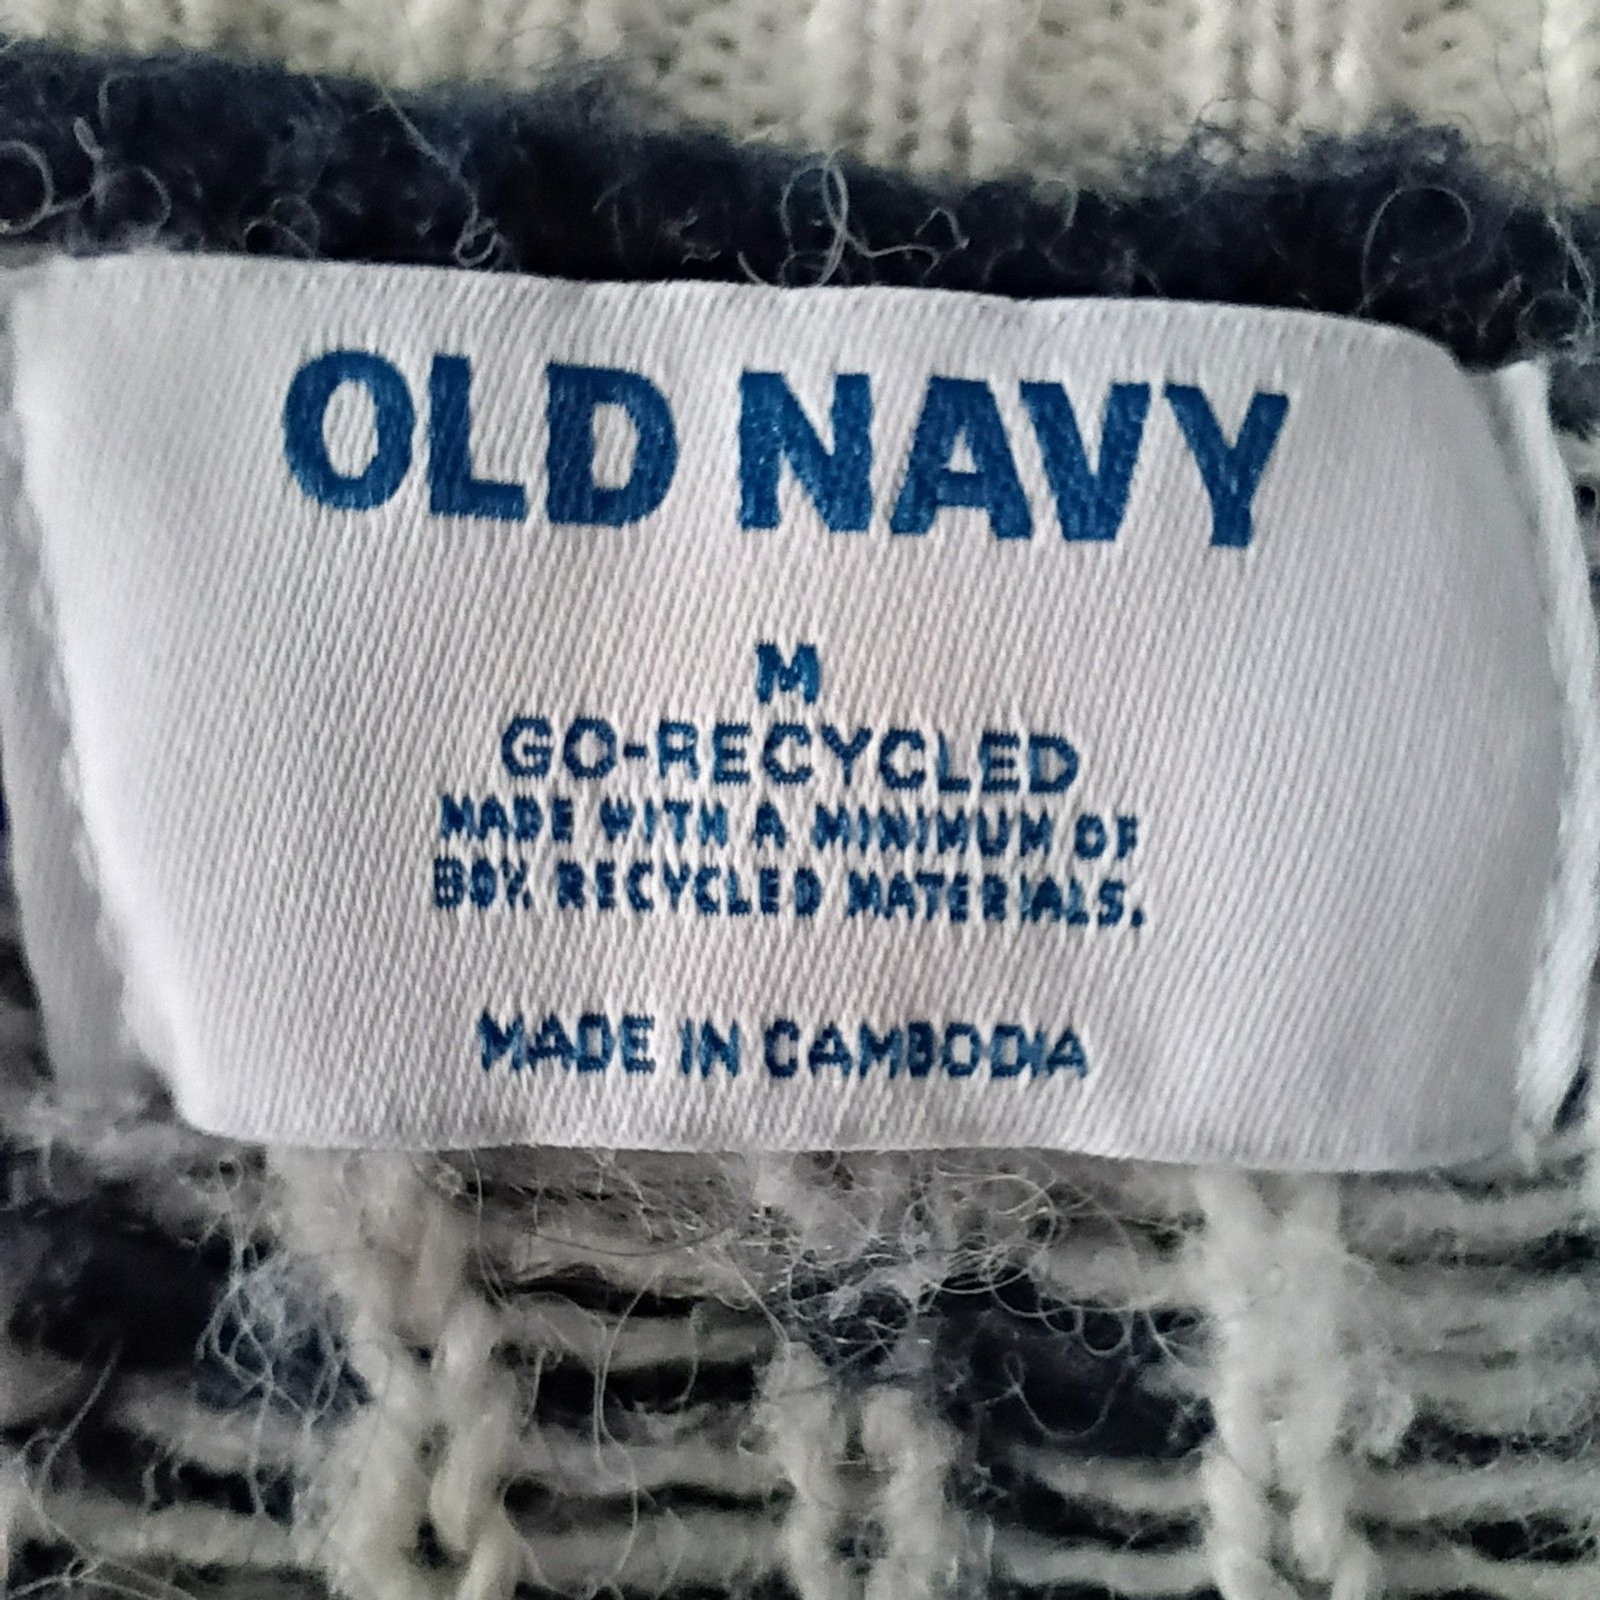 OLD NAVY
M
GO-RECYCLED
MADE WITH A MINIMUM OF
80% RECYCLED MATERIALS.
MADE IN CAMBODIA